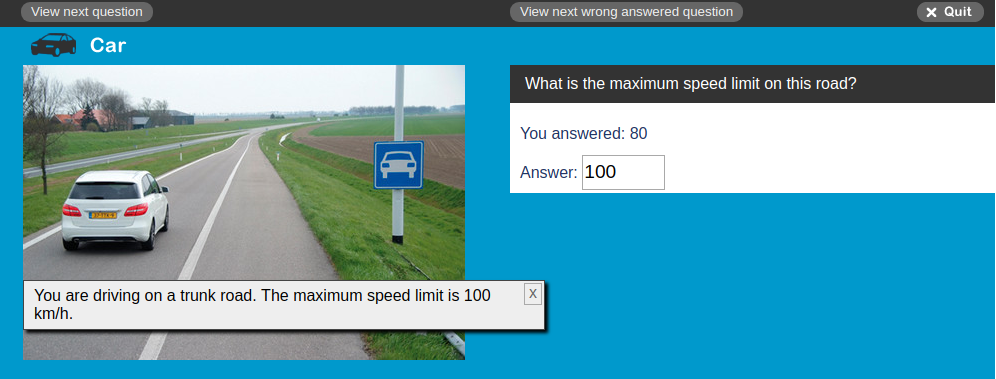 View next question
View next wrong answered question
Quit
Car
What is the maximum speed limit on this road?
You answered: 80
Answer: 100
You are driving on a trunk road. The maximum speed limit is 100
km/h.
X